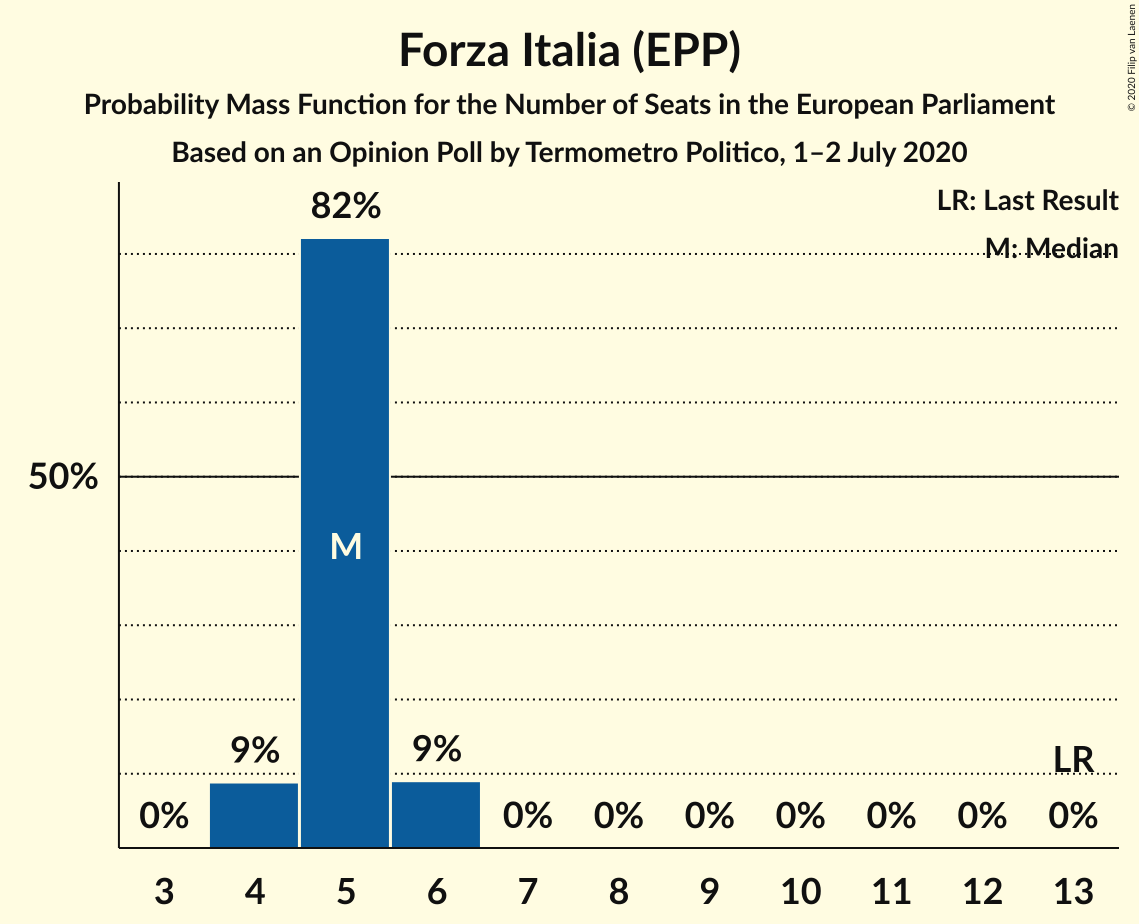 Forza Italia (EPP)
Probability Mass Function for the Number of Seats in the European Parliament
Based on an Opinion Poll by Termometro Politico, 1–2 July 2020
© 2020 Filip van Laenen
LR: Last Result
M: Median
82%
50%
M
9%
9%
LR
0%
0% 0% 0% 0% 0% 0% 0%
3 4 5 6 7 8 9 10 11 12 13